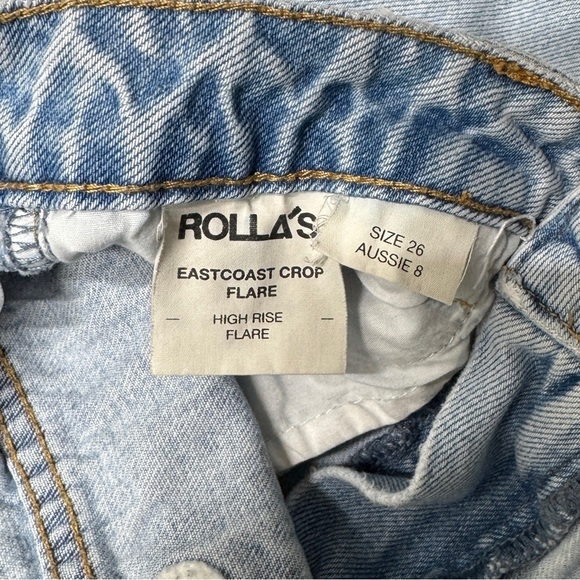 ROLLA'S
EASTCOAST CROP
FLARE
HIGH RISE
FLARE
SIZE 26
AUSSIE 8